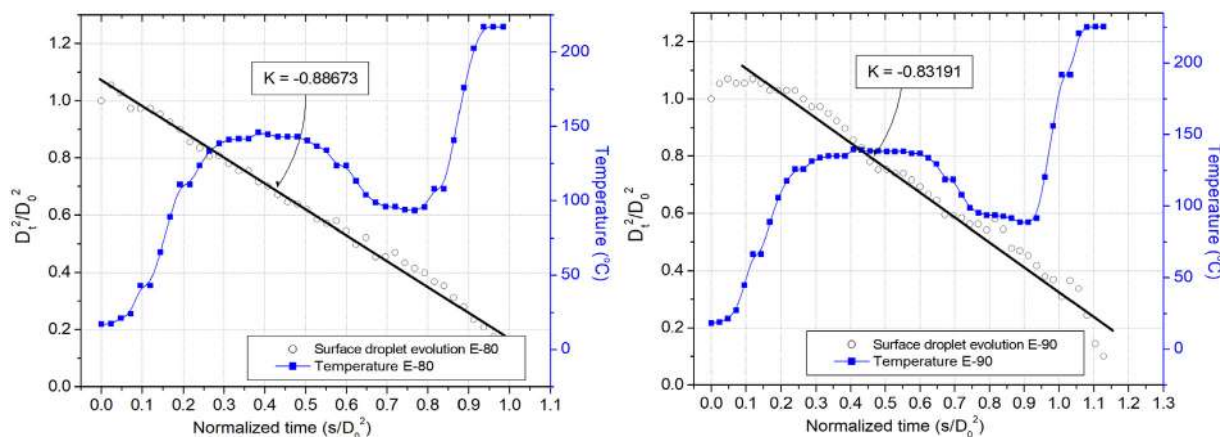 K = -0.88673
1.2
1.0
0.8
0.6
0.4
0.2
0.0
D_t^2/D_0^2
200
150
100
50
0
Temperature (ºC)
Surface droplet evolution E-80
Temperature E-80
0.0 0.1 0.2 0.3 0.4 0.5 0.6 0.7 0.8 0.9 1.0 1.1
Normalized time (s/D_0^2)
K = -0.83191
1.2
1.0
0.8
0.6
0.4
0.2
0.0
D_t^2/D_0^2
200
150
100
50
0
Temperature (ºC)
Surface droplet evolution E-90
Temperature E-90
0.0 0.1 0.2 0.3 0.4 0.5 0.6 0.7 0.8 0.9 1.0 1.1 1.2 1.3
Normalized time (s/D_0^2)